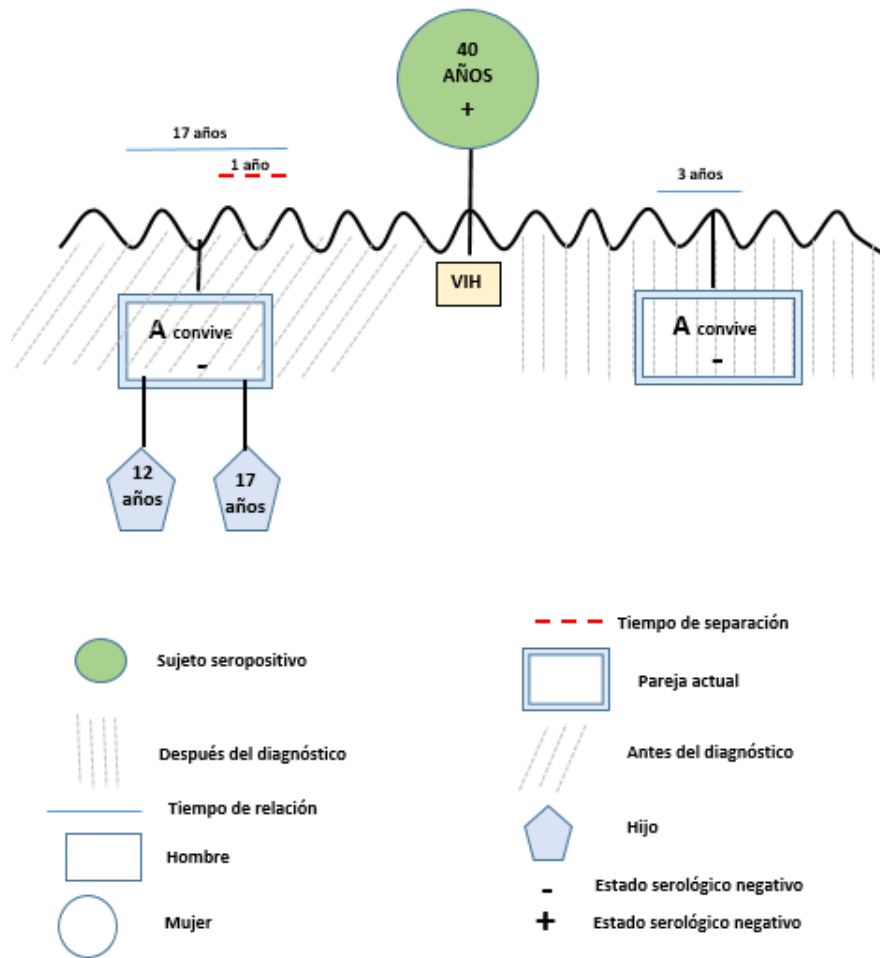 40
AÑOS
+
17 años
1 año
3 años
VIH
A convive
-
A convive
-
12
años
17
años
Tiempo de separación
Sujeto seropositivo
Pareja actual
Después del diagnóstico
Antes del diagnóstico
Tiempo de relación
Hijo
Hombre
- Estado serológico negativo
Mujer
+ Estado serológico negativo